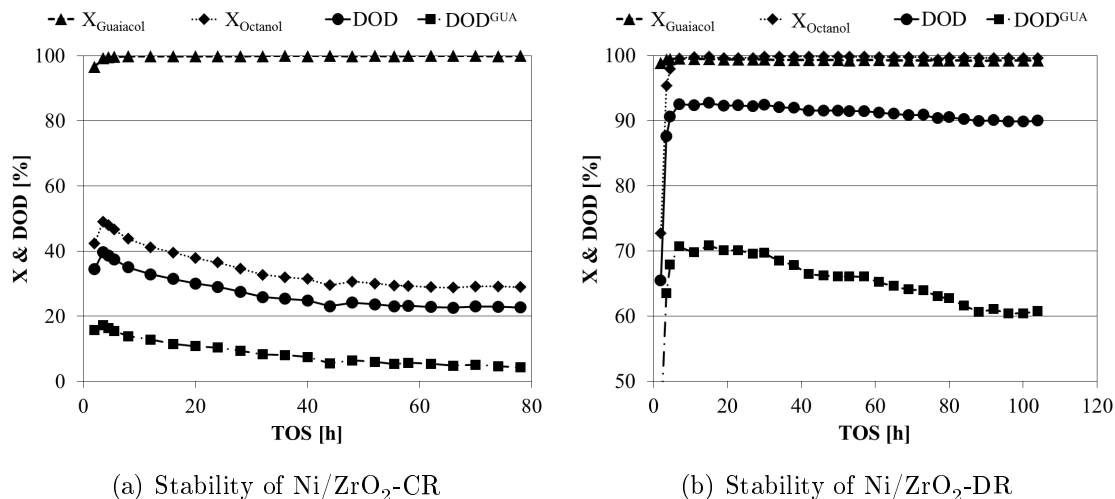 X_Guaiacol X_Octanol DOD DOD^GUA
X & DOD [%]
100
80
60
40
20
0
0 20 40 60 80
TOS [h]
(a) Stability of Ni/ZrO₂-CR
X_Guaiacol X_Octanol DOD DOD^GUA
X & DOD [%]
100
90
80
70
60
50
0 20 40 60 80 100 120
TOS [h]
(b) Stability of Ni/ZrO₂-DR